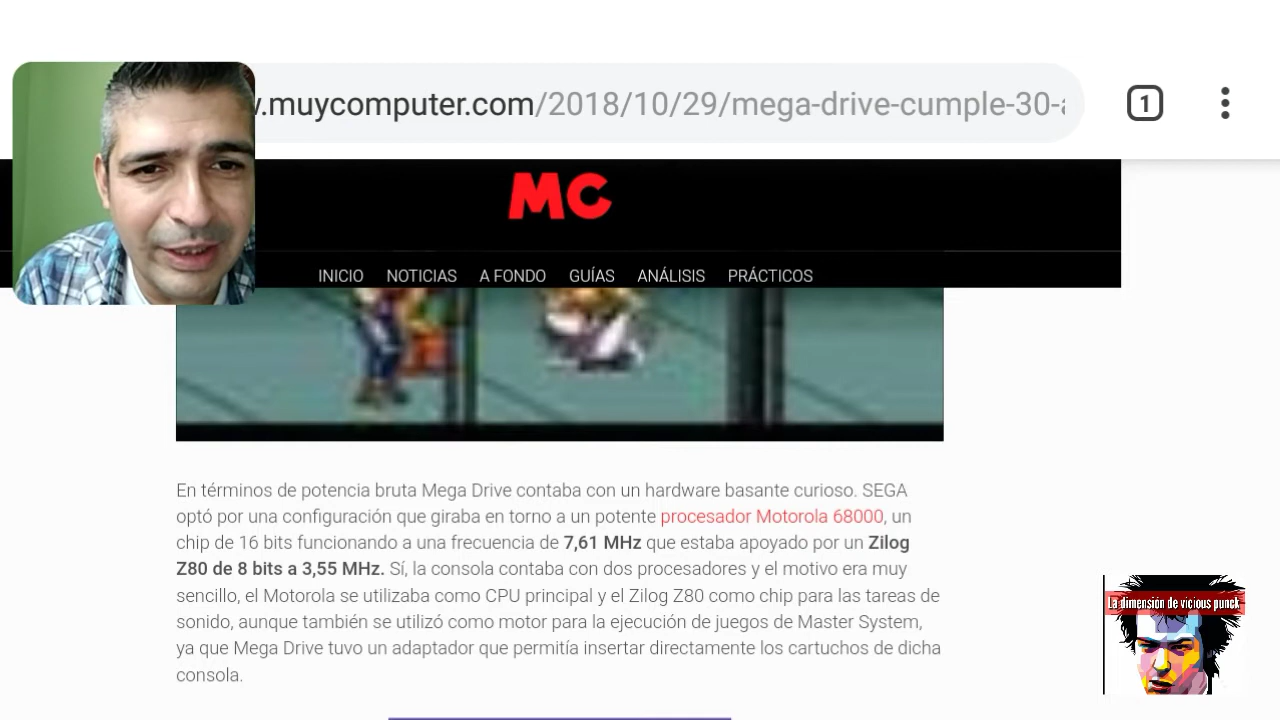 .muycomputer.com/2018/10/29/mega-drive-cumple-30-
1
MC
INICIO NOTICIAS A FONDO GUÍAS ANÁLISIS PRÁCTICOS
En términos de potencia bruta Mega Drive contaba con un hardware basante curioso. SEGA
optó por una configuración que giraba en torno a un potente procesador Motorola 68000, un
chip de 16 bits funcionando a una frecuencia de 7,61 MHz que estaba apoyado por un Zilog
Z80 de 8 bits a 3,55 MHz. Sí, la consola contaba con dos procesadores y el motivo era muy
sencillo, el Motorola se utilizaba como CPU principal y el Zilog Z80 como chip para las tareas de
sonido, aunque también se utilizó como motor para la ejecución de juegos de Master System,
ya que Mega Drive tuvo un adaptador que permitía insertar directamente los cartuchos de dicha
consola.
La dimensión de vicious punck